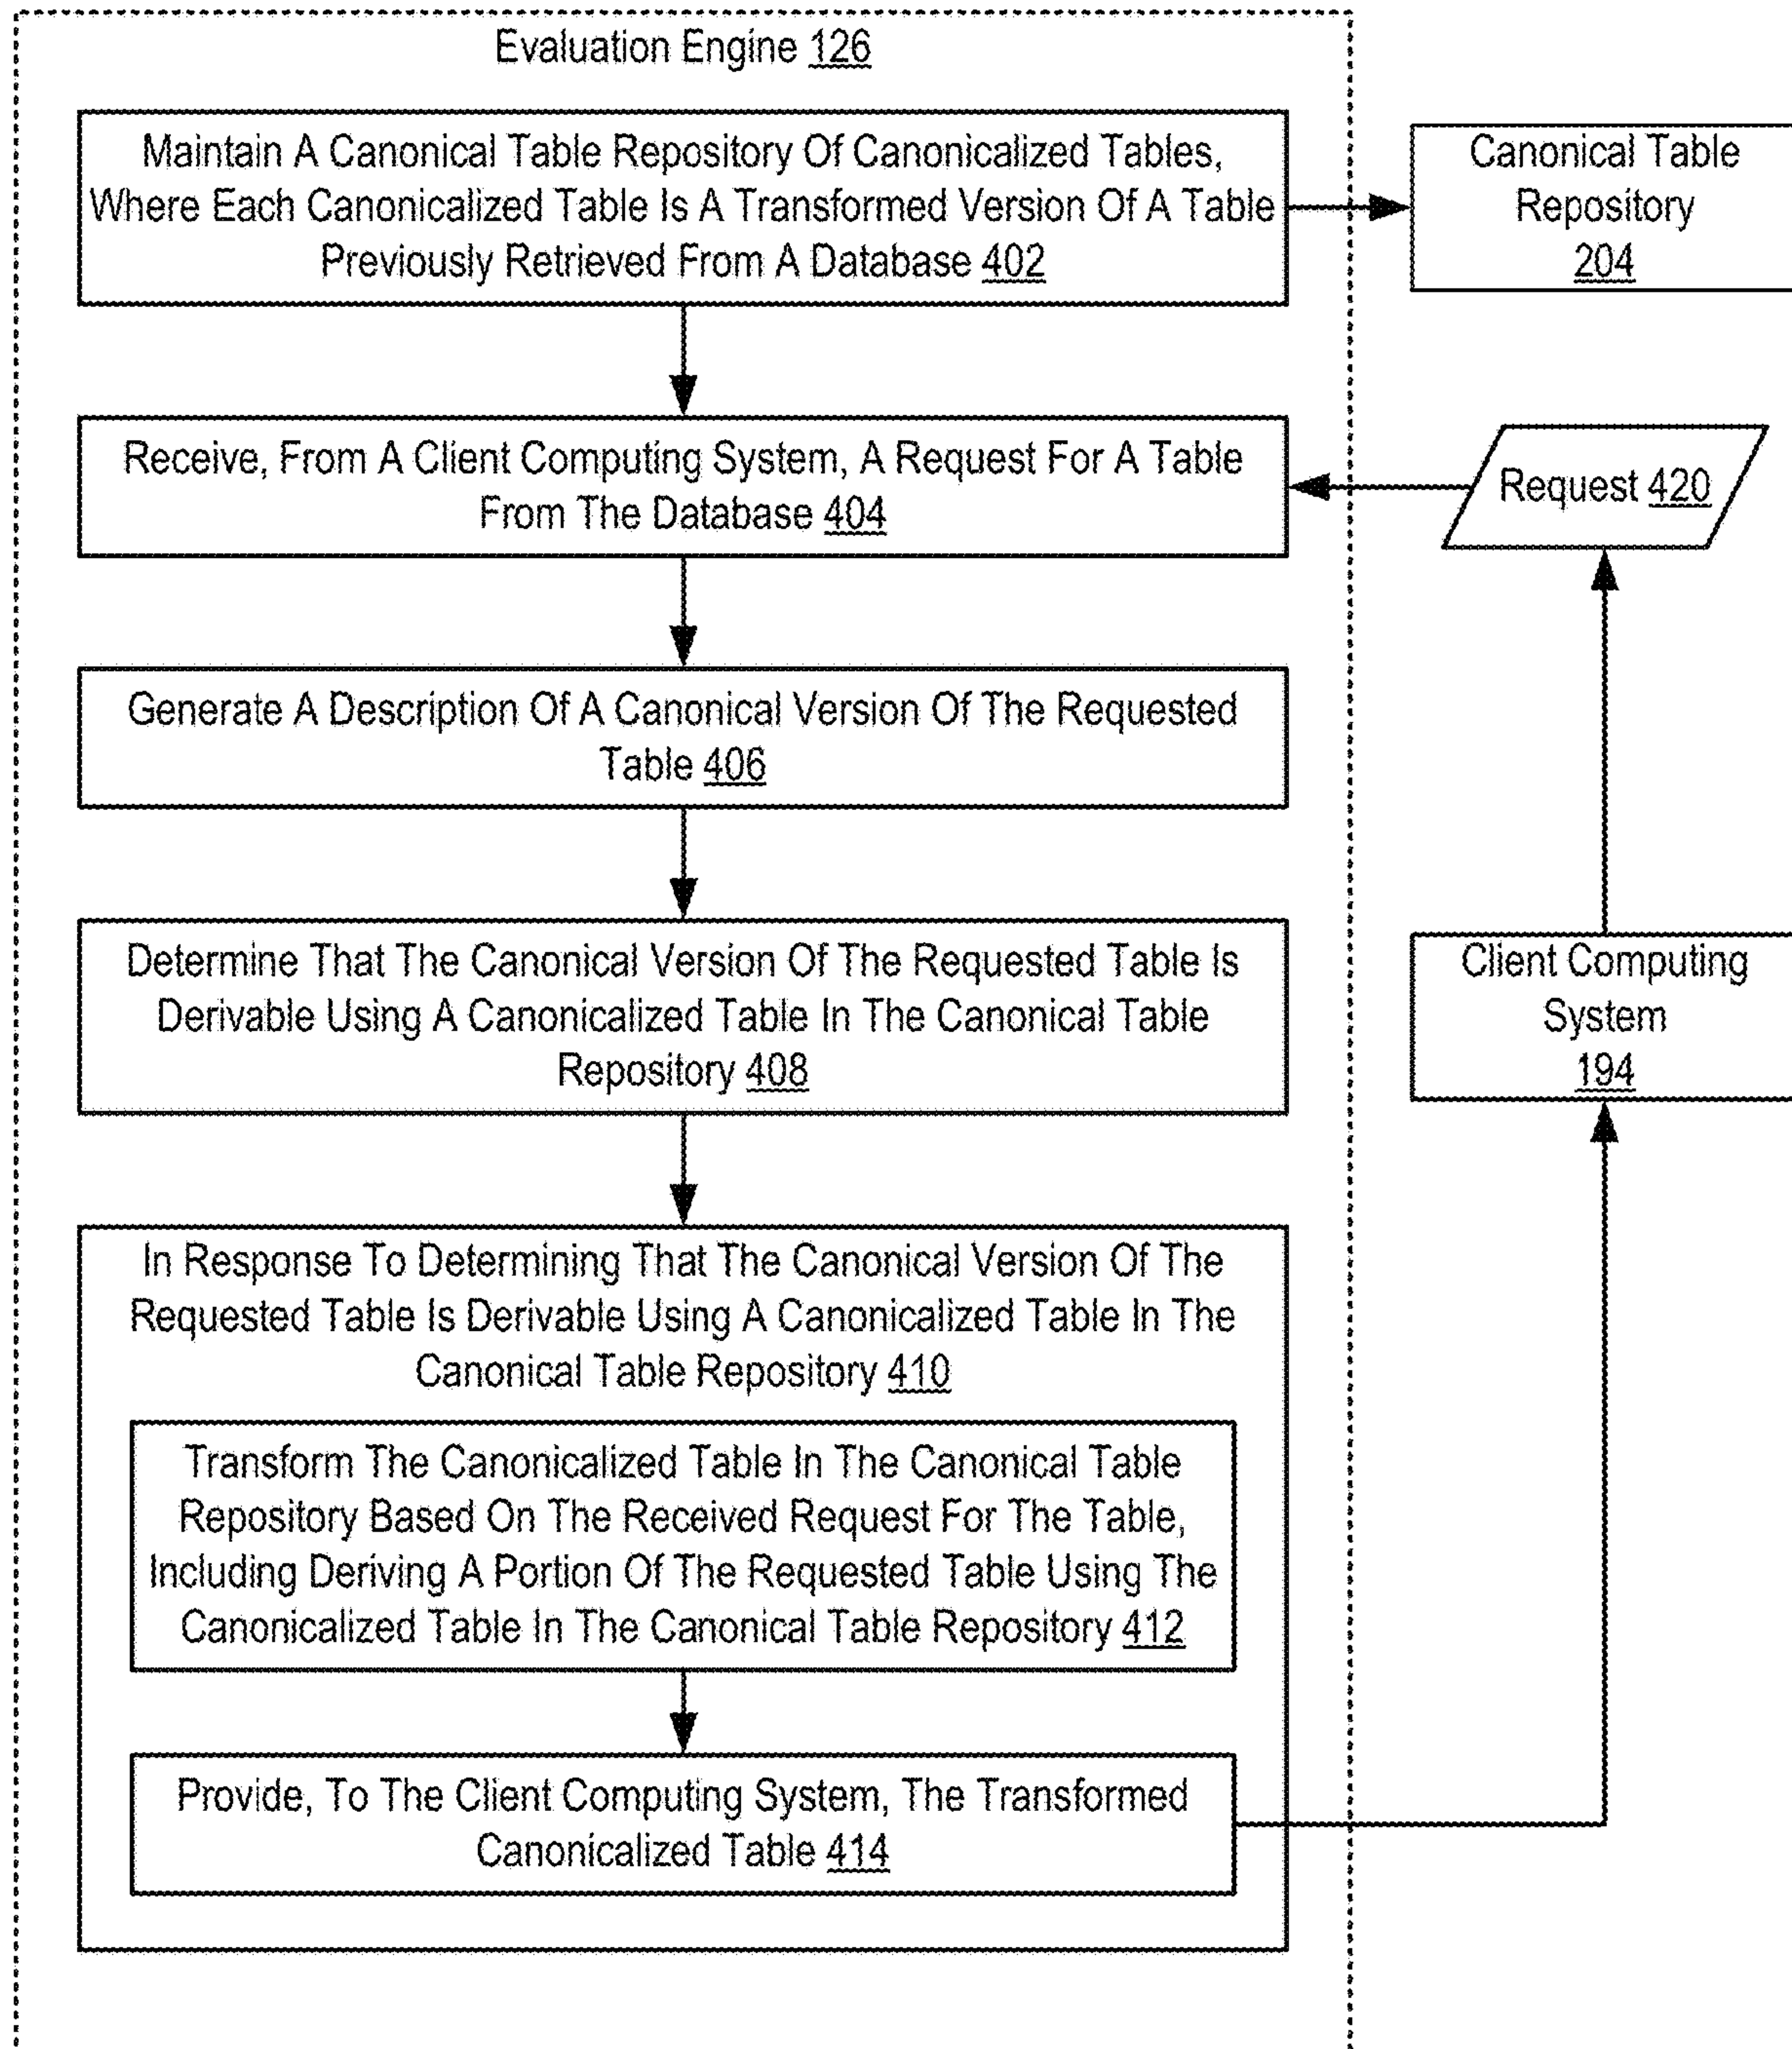 Evaluation Engine 126
Maintain A Canonical Table Repository Of Canonicalized Tables,
Where Each Canonicalized Table Is A Transformed Version Of A Table
Previously Retrieved From A Database 402
Canonical Table
Repository
204
Receive, From A Client Computing System, A Request For A Table
From The Database 404
Request 420
Generate A Description Of A Canonical Version Of The Requested
Table 406
Determine That The Canonical Version Of The Requested Table Is
Derivable Using A Canonicalized Table In The Canonical Table
Repository 408
Client Computing
System
194
In Response To Determining That The Canonical Version Of The
Requested Table Is Derivable Using A Canonicalized Table In The
Canonical Table Repository 410
Transform The Canonicalized Table In The Canonical Table
Repository Based On The Received Request For The Table,
Including Deriving A Portion Of The Requested Table Using The
Canonicalized Table In The Canonical Table Repository 412
Provide, To The Client Computing System, The Transformed
Canonicalized Table 414